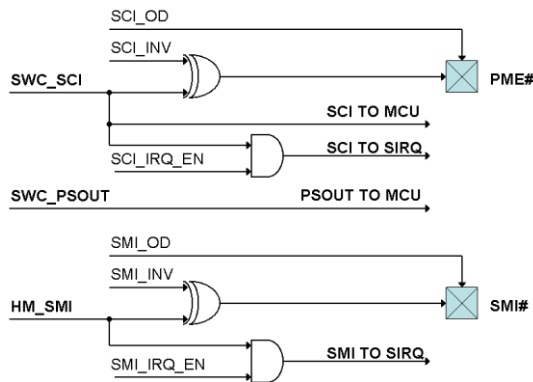 SCI_OD
SCI_INV
SWC_SCI
PME#
SCI TO MCU
SCI TO SIRQ
SCI_IRQ_EN
SWC_PSOUT
PSOUT TO MCU
SMI_OD
SMI_INV
HM_SMI
SMI#
SMI TO SIRQ
SMI_IRQ_EN